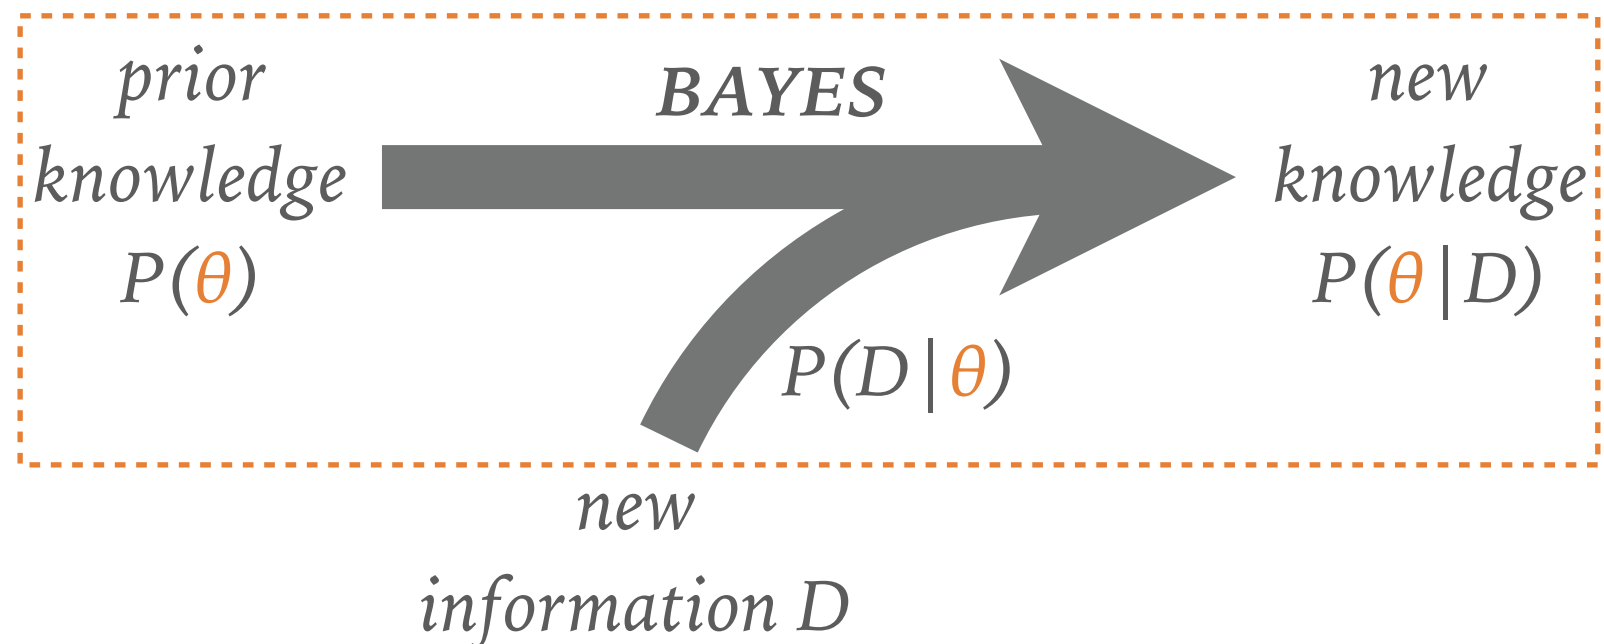 prior
knowledge
P(θ)
BAYES
new
knowledge
P(θ|D)
P(D|θ)
new
information D